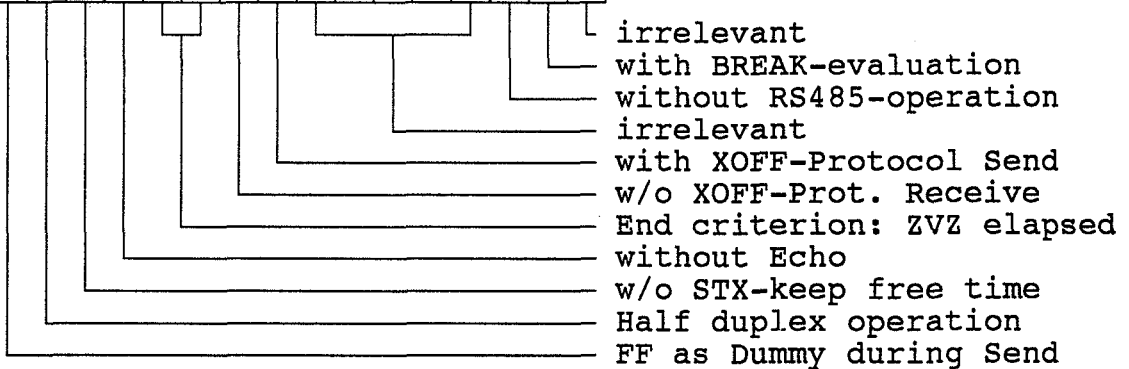 irrelevant
with BREAK-evaluation
without RS485-operation
irrelevant
with XOFF-Protocol Send
w/o XOFF-Prot. Receive
End criterion: ZVZ elapsed
without Echo
w/o STX-keep free time
Half duplex operation
FF as Dummy during Send